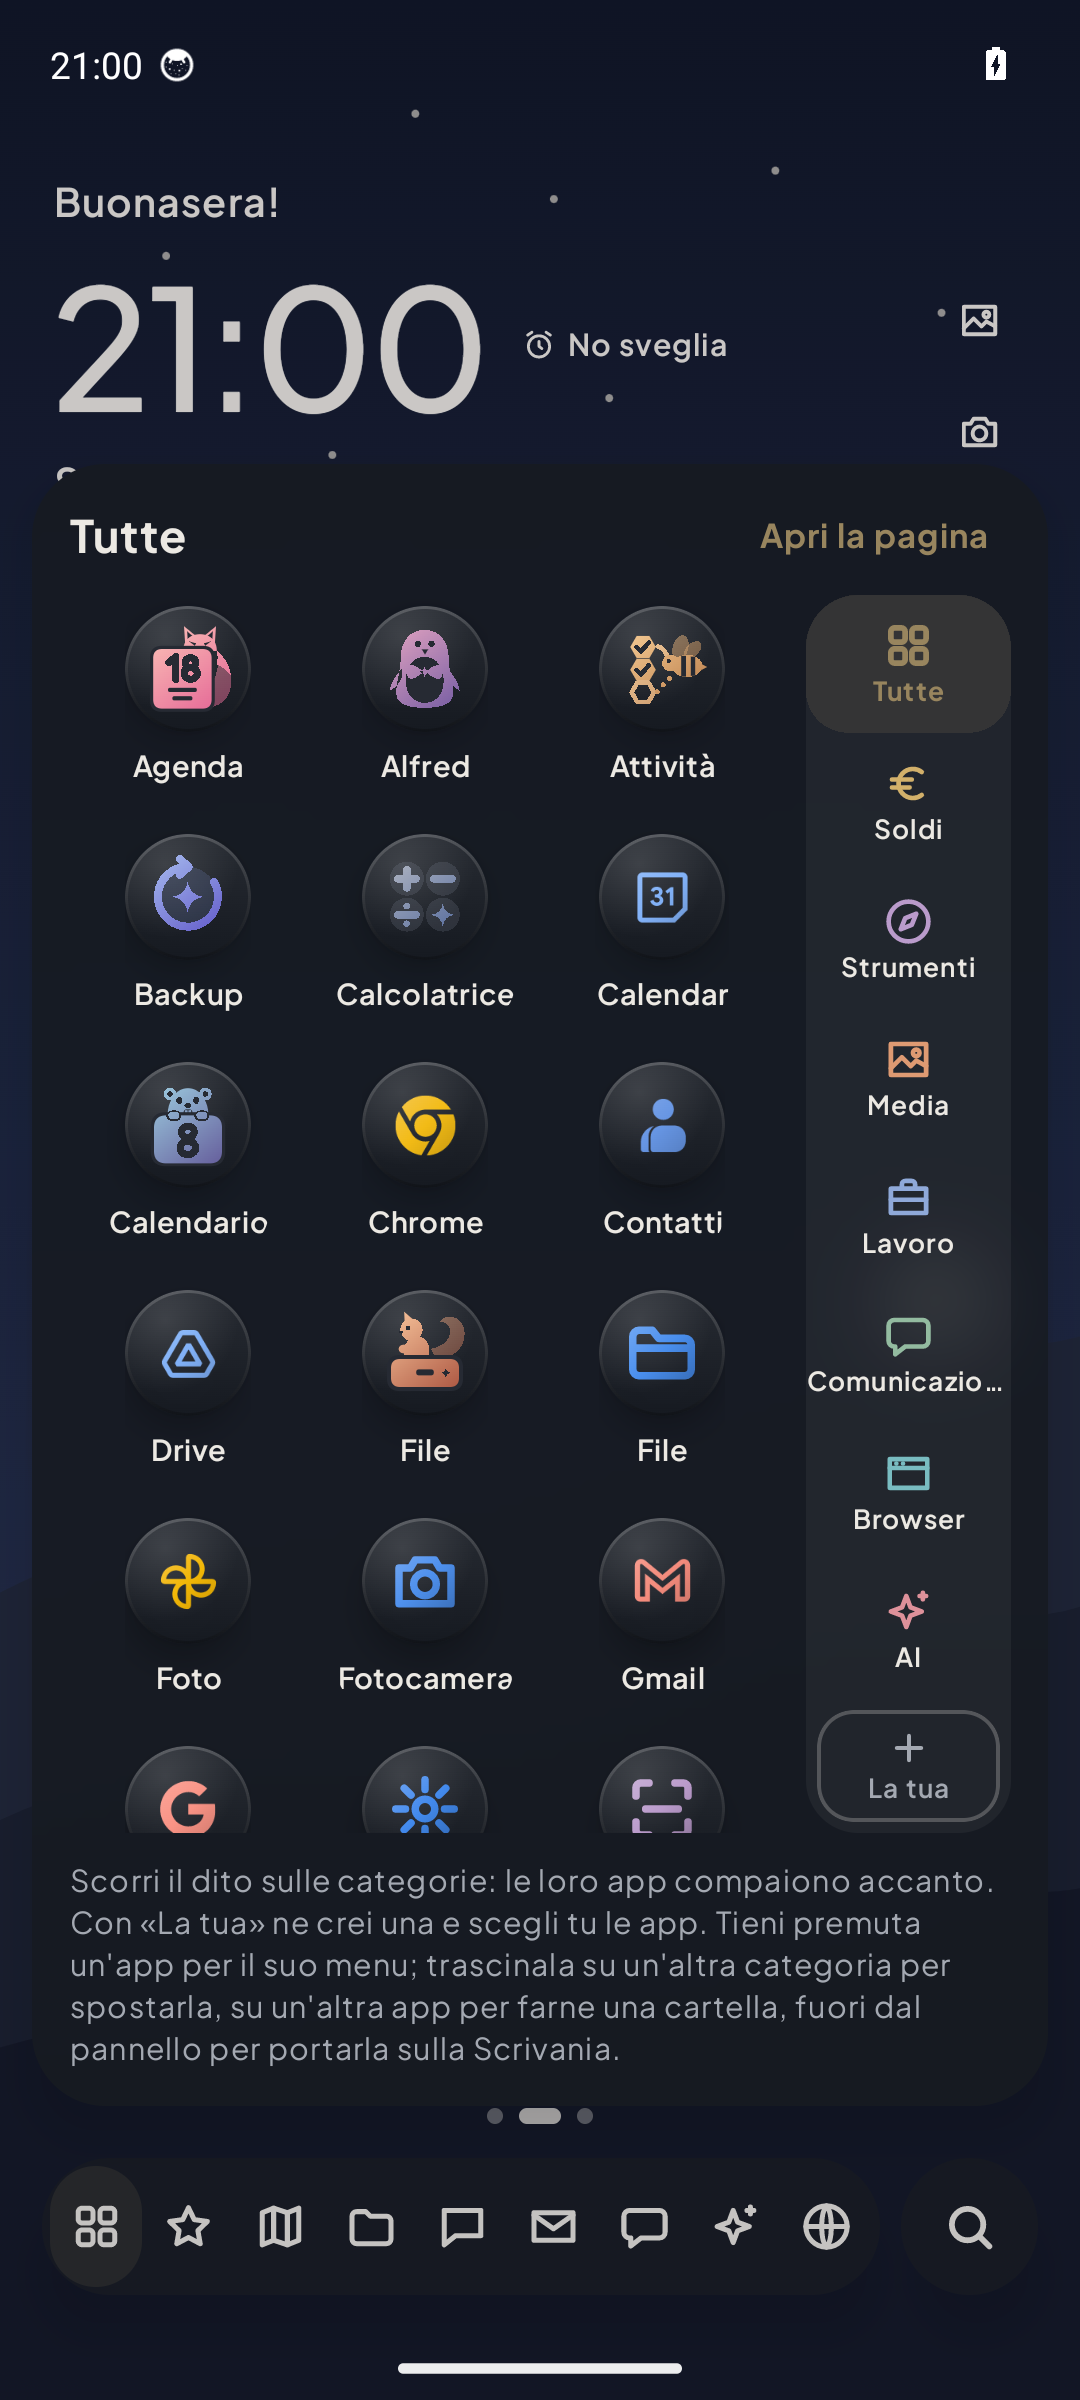 21:00
Buonasera!
21:00
No sveglia
Tutte
Apri la pagina
18
Agenda
Alfred
Attività
Tutte
Soldi
Backup
Calcolatrice
31
Calendar
Strumenti
Media
8
Calendario
Chrome
Contatti
Lavoro
Comunicazio...
Drive
File
File
Browser
Foto
Fotocamera
Gmail
AI
La tua
Scorri il dito sulle categorie: le loro app compaiono accanto.
Con «La tua» ne crei una e scegli tu le app. Tieni premuta
un'app per il suo menu; trascinala su un'altra categoria per
spostarla, su un'altra app per farne una cartella, fuori dal
pannello per portarla sulla Scrivania.